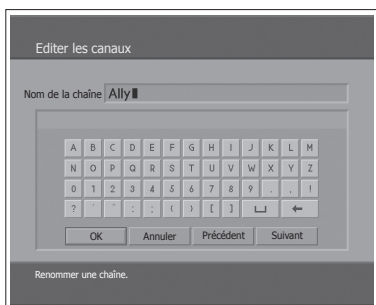 Editer les canaux
Nom de la chaîne Ally
A B C D E F G H I J K L M
N O P Q R S T U V W X Y Z
0 1 2 3 4 5 6 7 8 9 . , !
? : ; ( ) [ ]
OK Annuler Précédent Suivant
Renommer une chaîne.